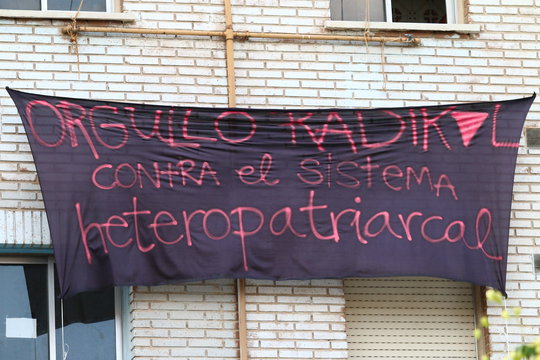 ORGULLO RADIKAL
CONTRA el SiSTEMA
heteropatriarcal